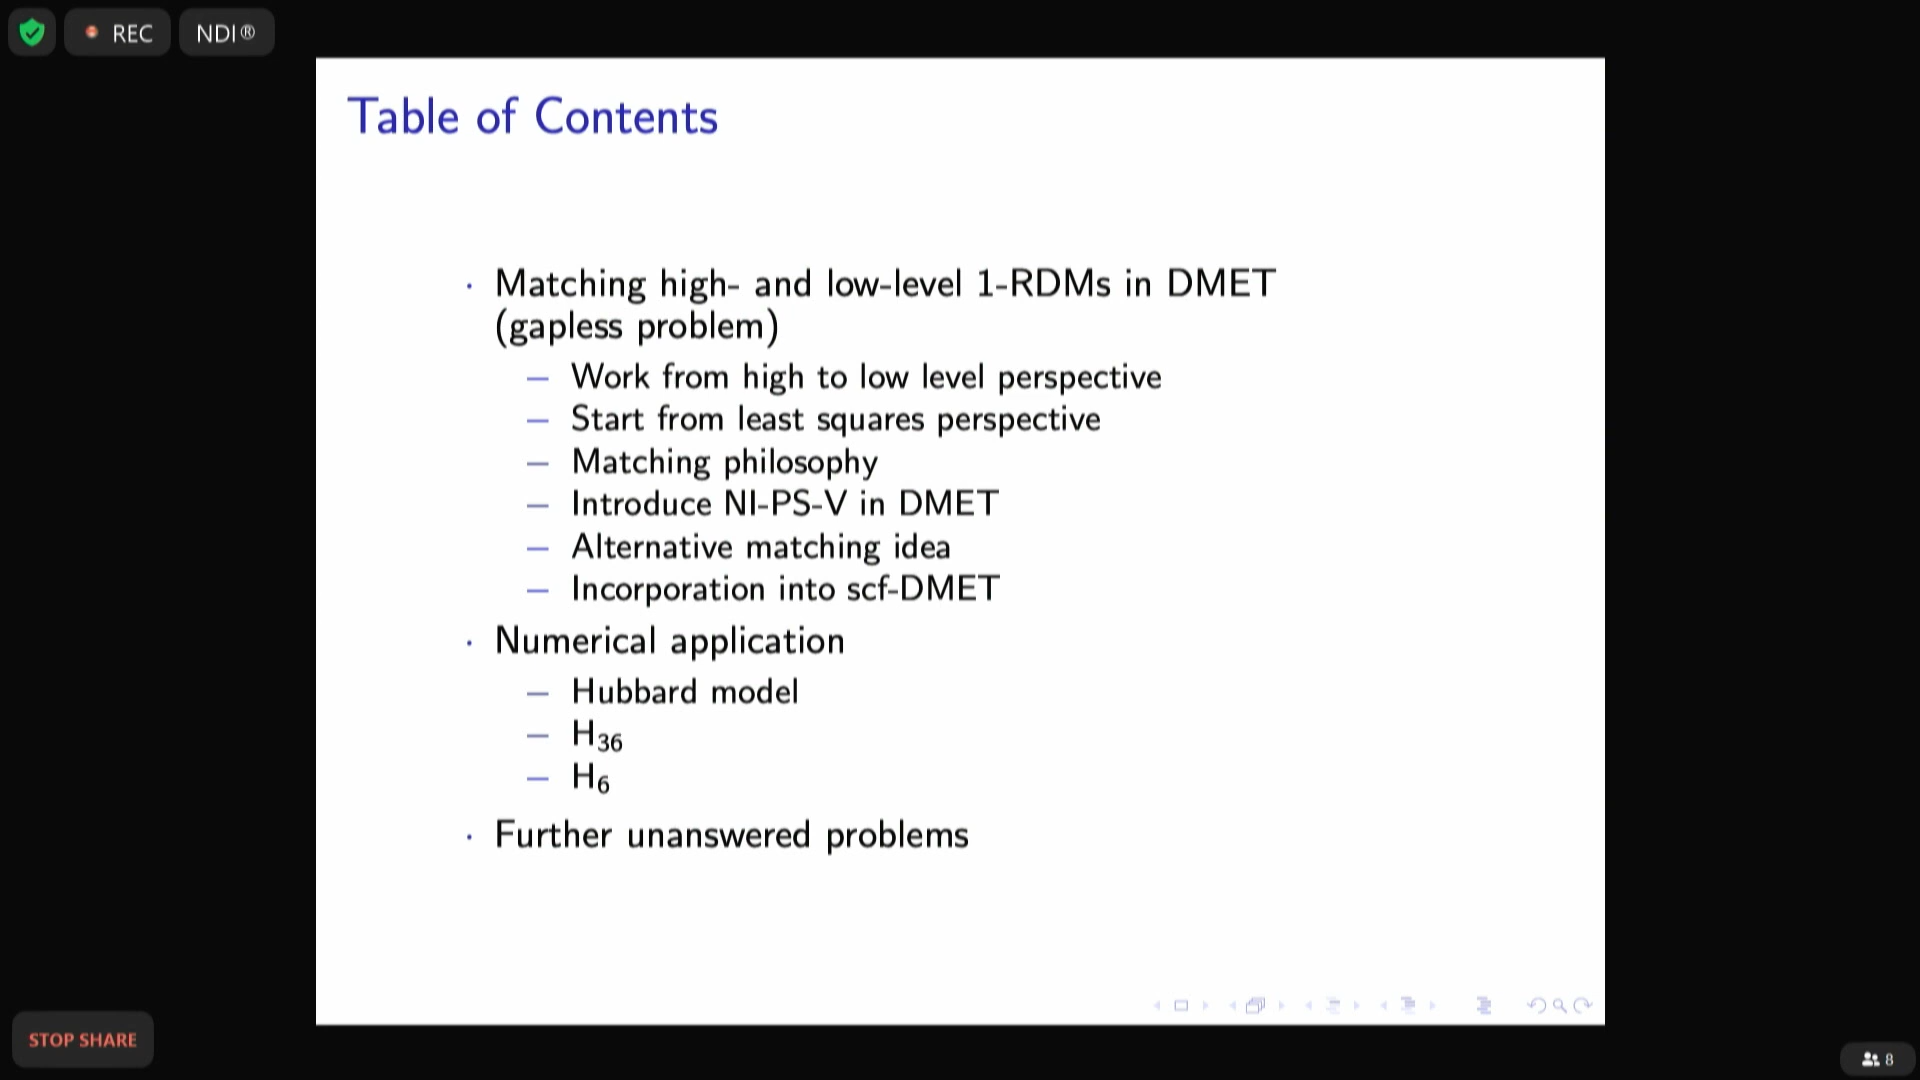 REC
NDI®
Table of Contents
· Matching high- and low-level 1-RDMs in DMET
(gapless problem)
– Work from high to low level perspective
– Start from least squares perspective
– Matching philosophy
– Introduce NI-PS-V in DMET
– Alternative matching idea
– Incorporation into scf-DMET
· Numerical application
– Hubbard model
– H₃₆
– H₆
· Further unanswered problems
STOP SHARE
8